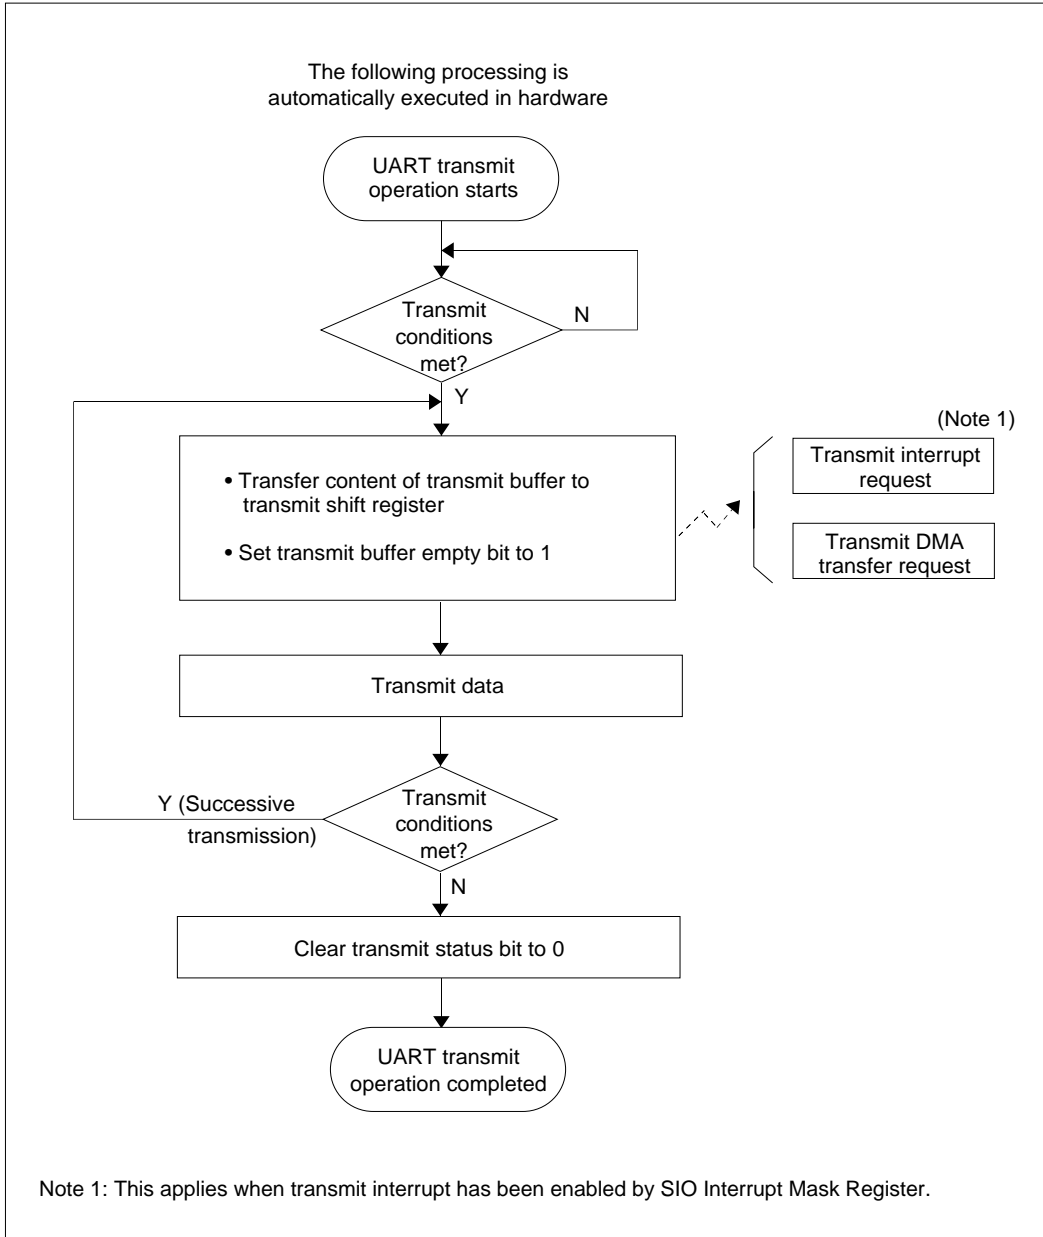 The following processing is
automatically executed in hardware
UART transmit
operation starts
Transmit
conditions
met?
N
Y
(Note 1)
• Transfer content of transmit buffer to
transmit shift register
• Set transmit buffer empty bit to 1
Transmit interrupt
request
Transmit DMA
transfer request
Transmit data
Transmit
conditions
met?
Y (Successive
transmission)
N
Clear transmit status bit to 0
UART transmit
operation completed
Note 1: This applies when transmit interrupt has been enabled by SIO Interrupt Mask Register.